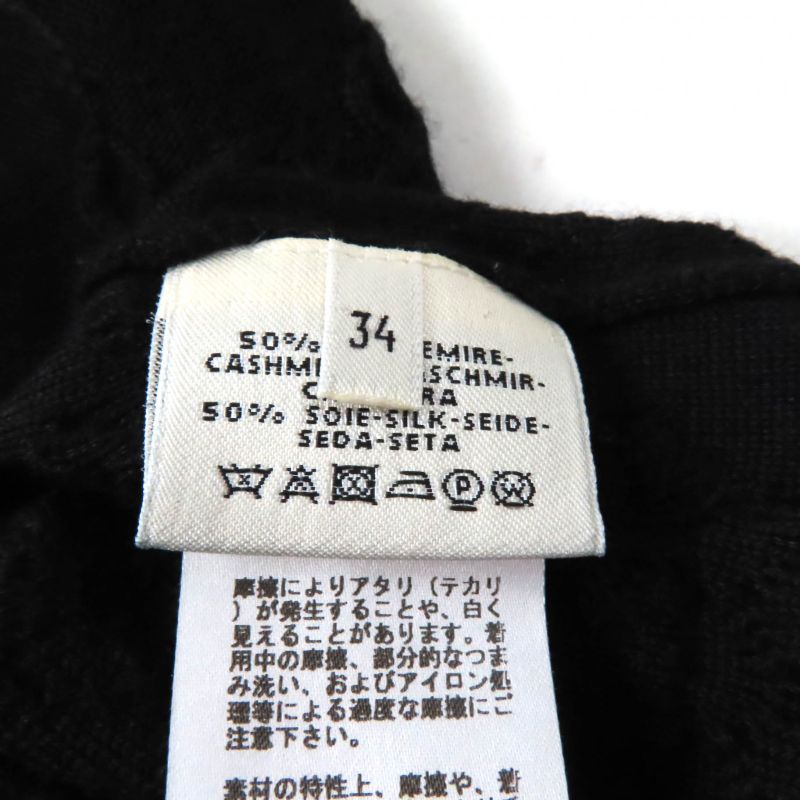 34
50% EMIRE-
CASHM SCHMIR-
C RA
50% SOIE-SILK-SEIDE-
SEDA-SETA
P W
摩擦によりアタリ（テカリ
）が発生することや、白く
見えることがあります。着
用中の摩擦、部分的なつま
み洗い、およびアイロン処
理等による過度な摩擦にご
注意下さい。
素材の特性上、摩擦や、着